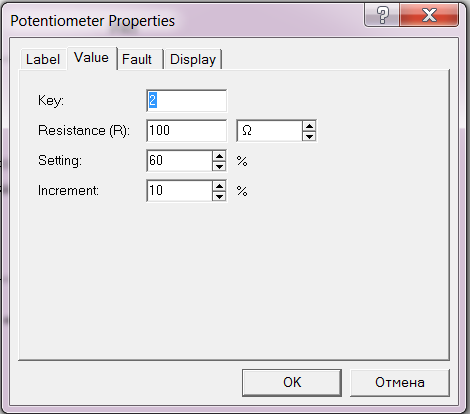 Potentiometer Properties
Label Value Fault Display
Key: 2
Resistance (R): 100 Ω
Setting: 60 %
Increment: 10 %
OK Отмена